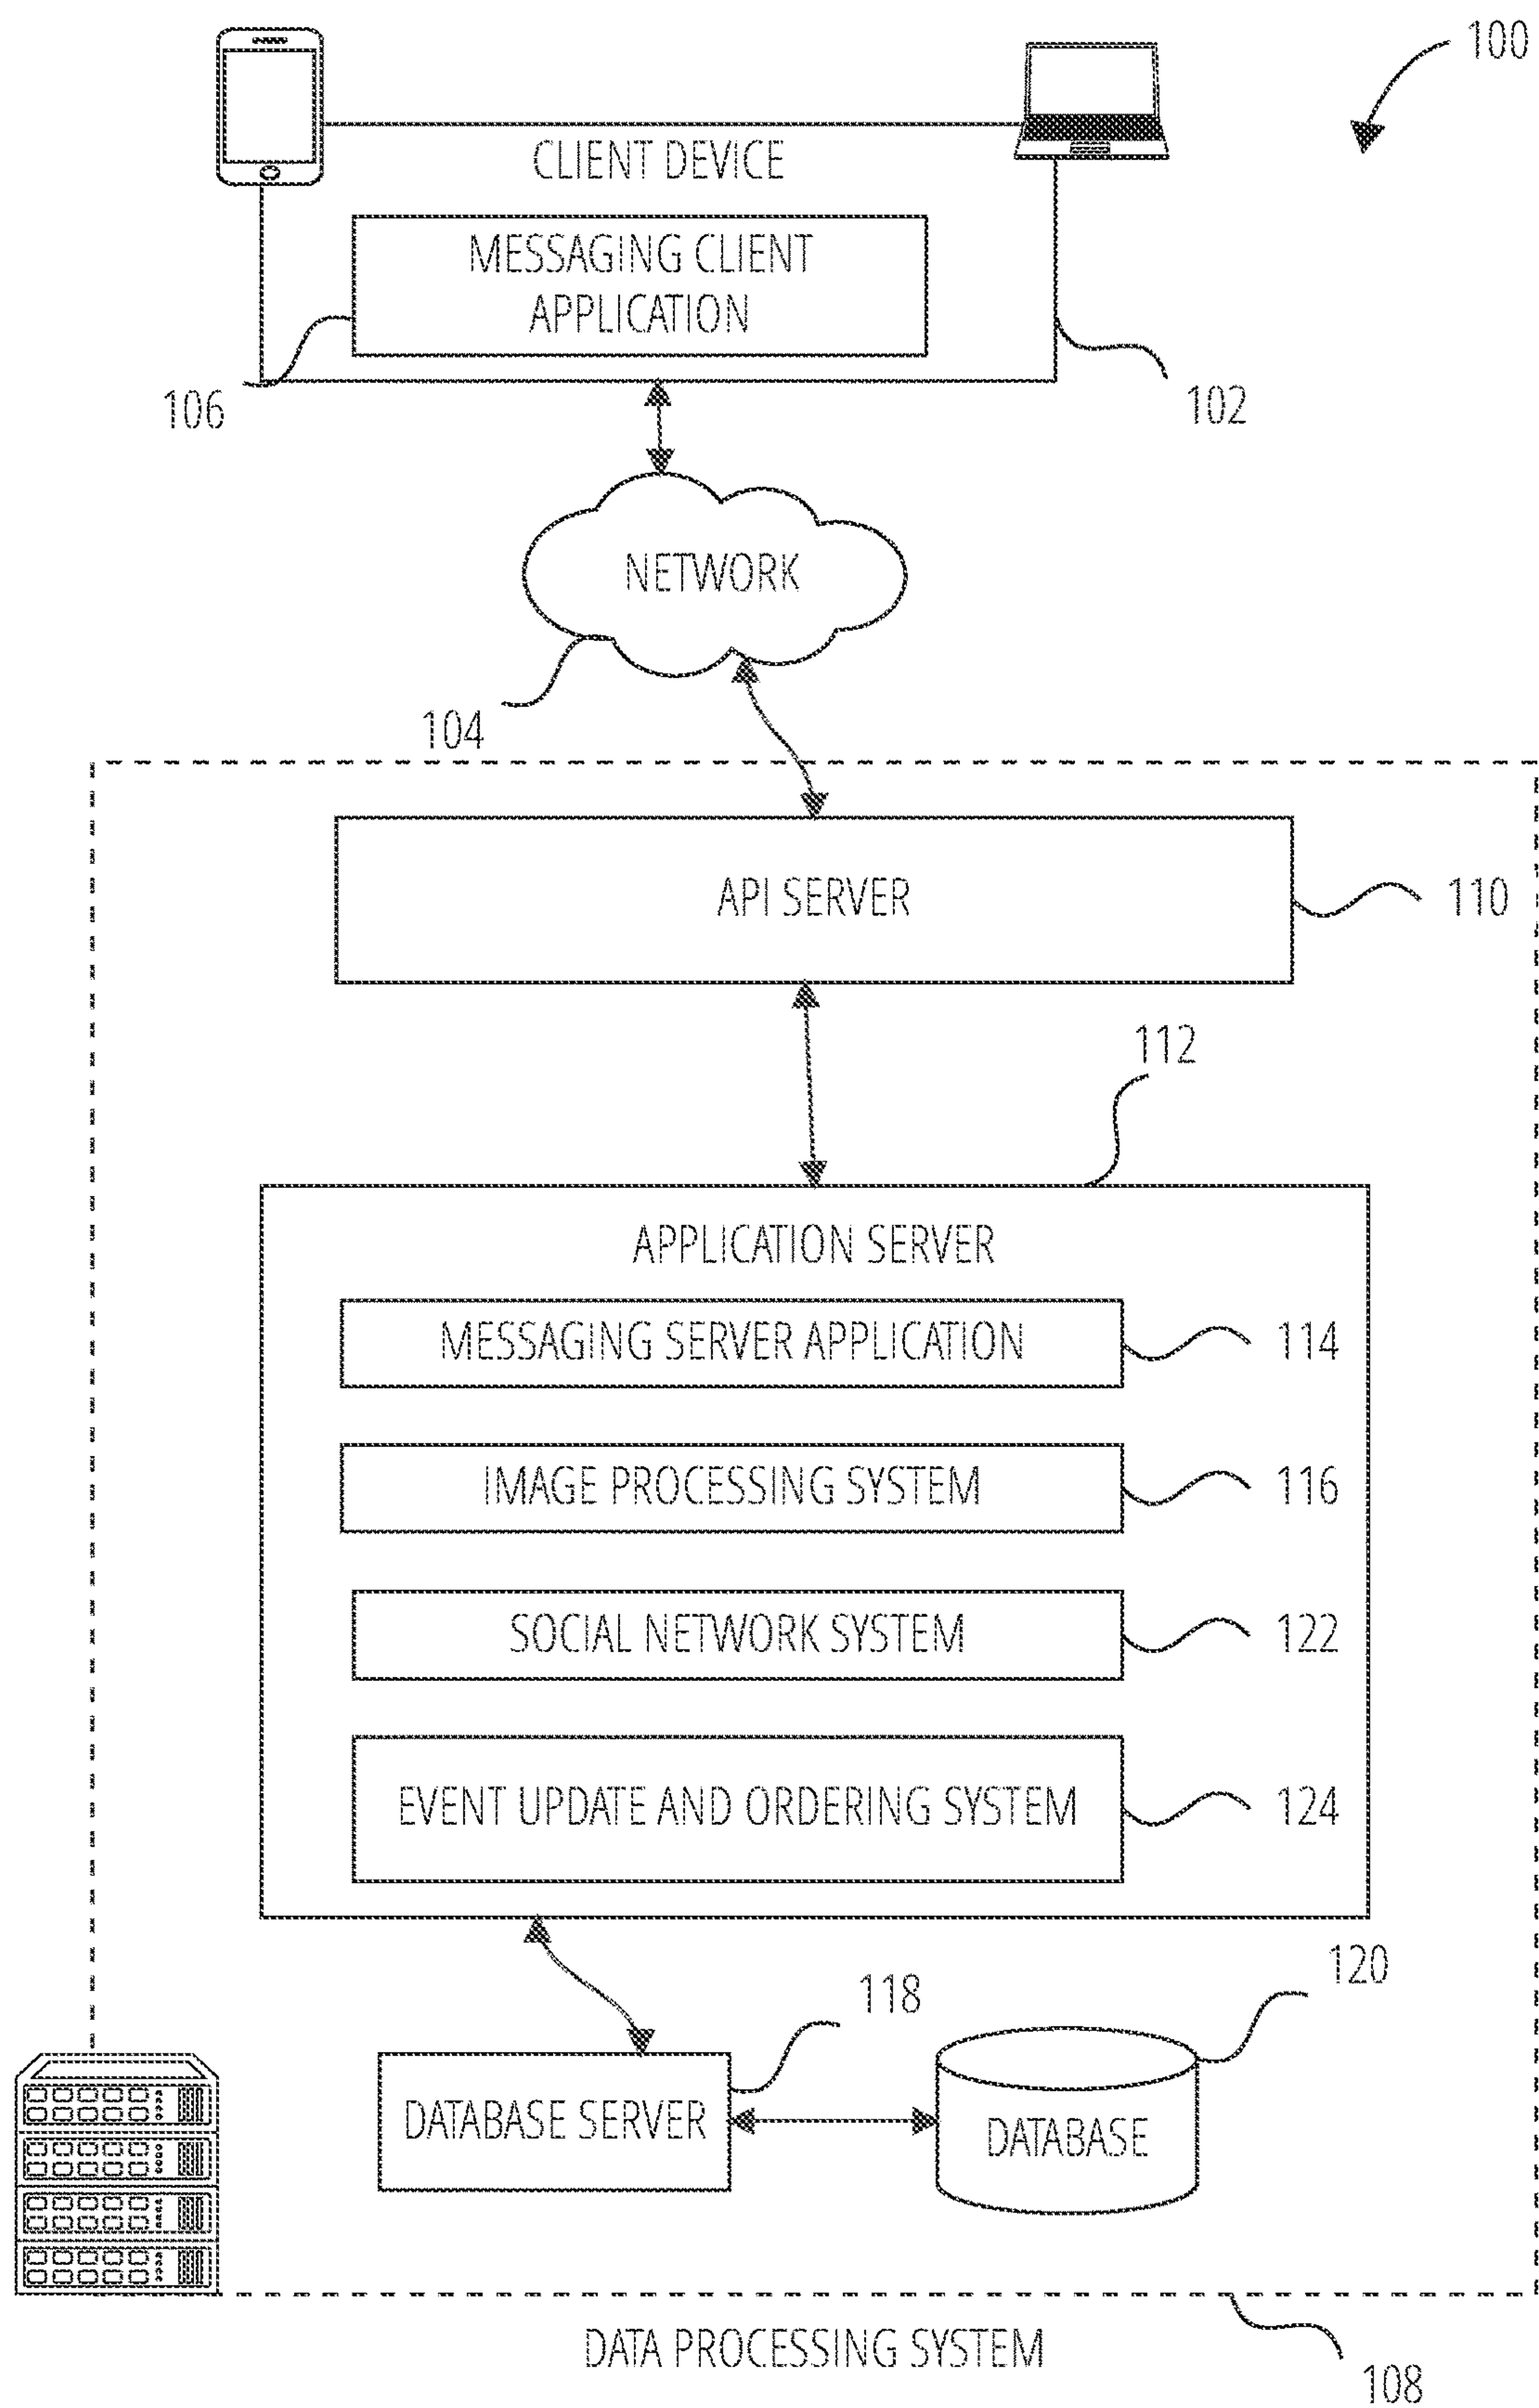 100
CLIENT DEVICE
MESSAGING CLIENT
APPLICATION
106
102
NETWORK
104
API SERVER
110
112
APPLICATION SERVER
MESSAGING SERVER APPLICATION
114
IMAGE PROCESSING SYSTEM
116
SOCIAL NETWORK SYSTEM
122
EVENT UPDATE AND ORDERING SYSTEM
124
118
120
DATABASE SERVER
DATABASE
DATA PROCESSING SYSTEM
108